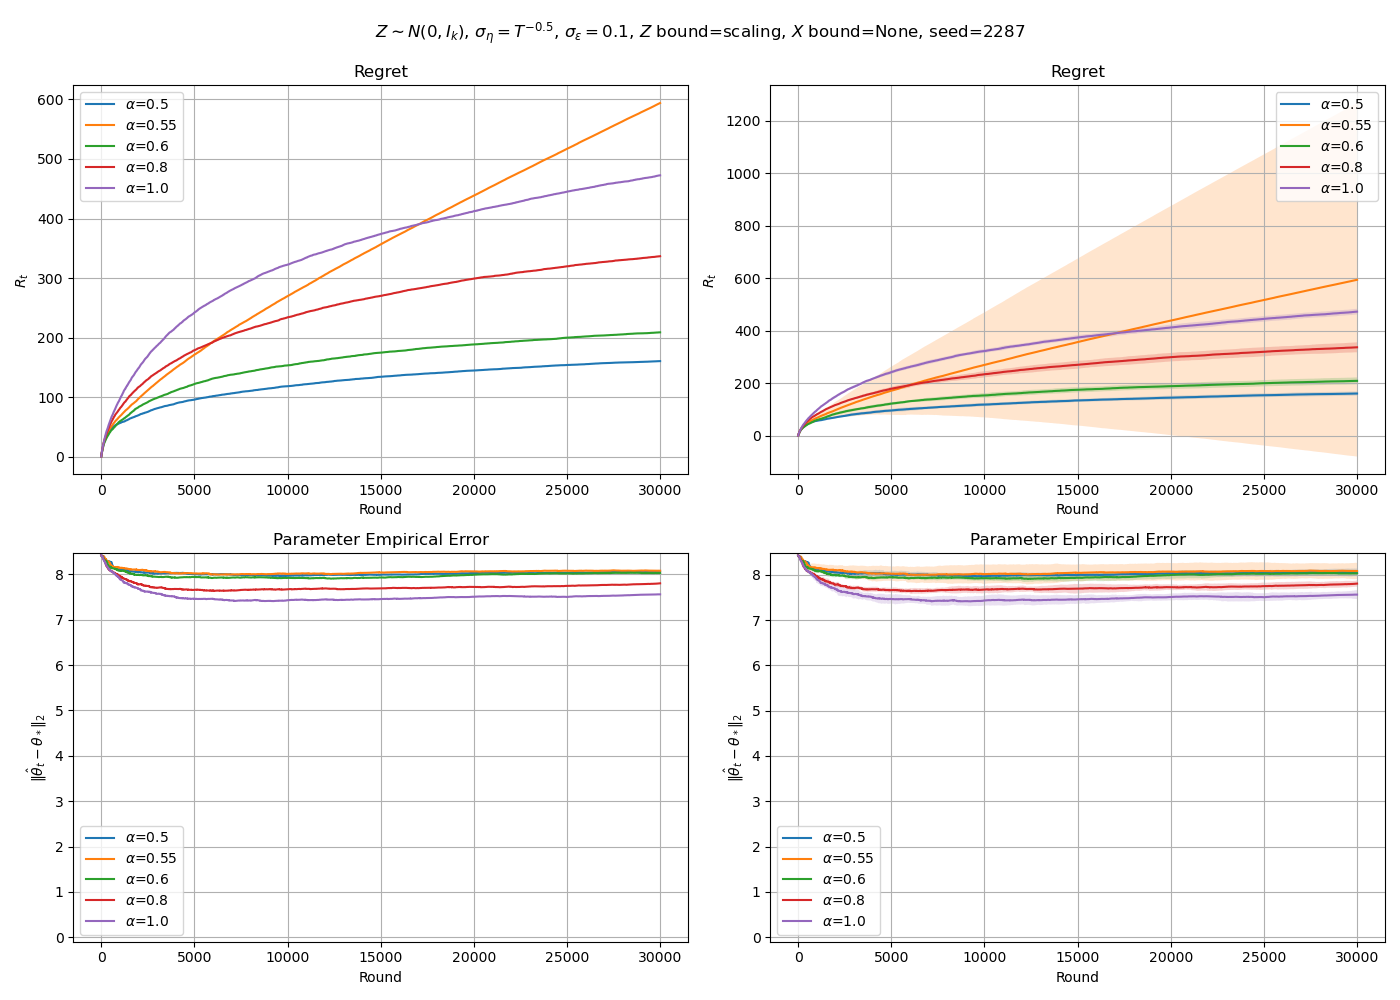 Z ~ N(0, I_k), σ_η = T^{-0.5}, σ_ε = 0.1, Z bound=scaling, X bound=None, seed=2287
Regret
600
500
400
300
200
100
0
R_t
α=0.5
α=0.55
α=0.6
α=0.8
α=1.0
0 5000 10000 15000 20000 25000 30000
Round
Regret
1200
1000
800
600
400
200
0
R_t
α=0.5
α=0.55
α=0.6
α=0.8
α=1.0
0 5000 10000 15000 20000 25000 30000
Round
Parameter Empirical Error
8
7
6
5
4
3
2
1
0
‖θ̂_t − θ_*‖_2
α=0.5
α=0.55
α=0.6
α=0.8
α=1.0
0 5000 10000 15000 20000 25000 30000
Round
Parameter Empirical Error
8
7
6
5
4
3
2
1
0
‖θ̂_t − θ_*‖_2
α=0.5
α=0.55
α=0.6
α=0.8
α=1.0
0 5000 10000 15000 20000 25000 30000
Round